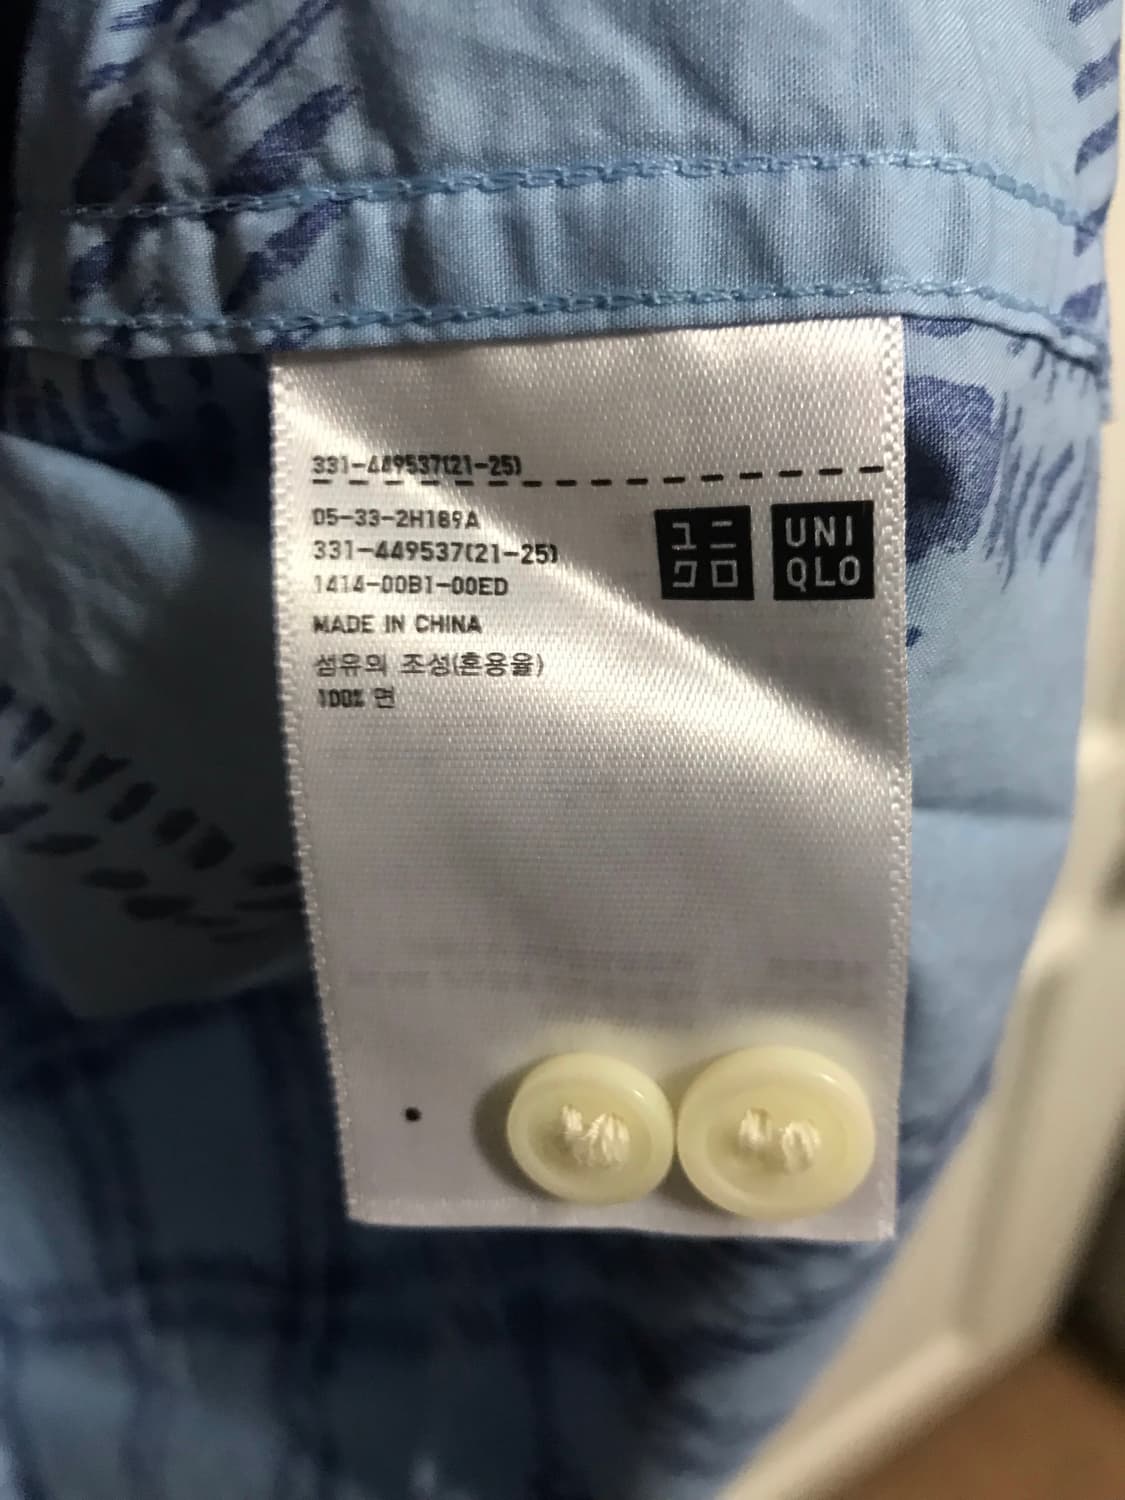 331-449537(21-25)
05-33-2H189A
331-449537(21-25)
1414-00B1-00ED
MADE IN CHINA
섬유의 조성(혼용율)
100% 면
ユニ
クロ
UNI
QLO